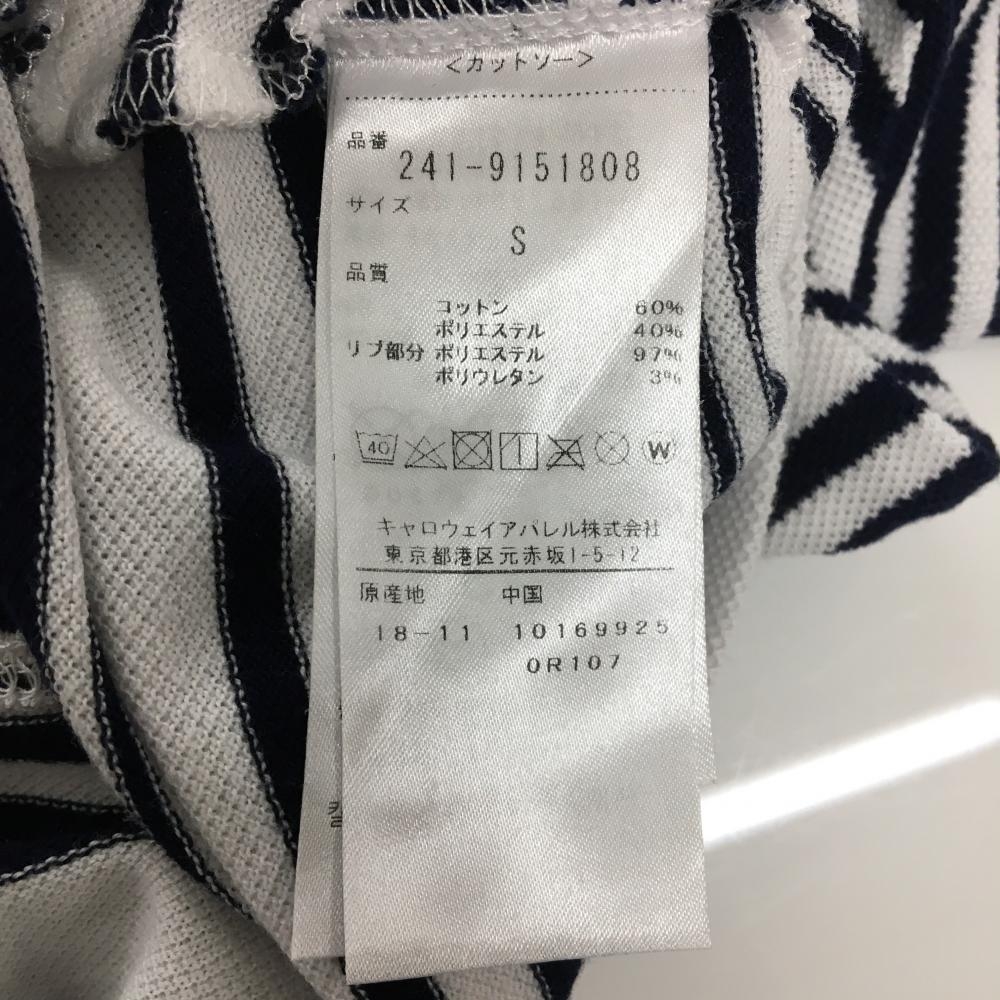 <カットソー>
品番
241-9151808
サイズ
S
品質
コットン 60%
ポリエステル 40%
リブ部分 ポリエステル 97%
ポリウレタン 3%
40
W
キャロウェイアパレル株式会社
東京都港区元赤坂1-5-12
原産地 中国
18-11 10169925
0R107